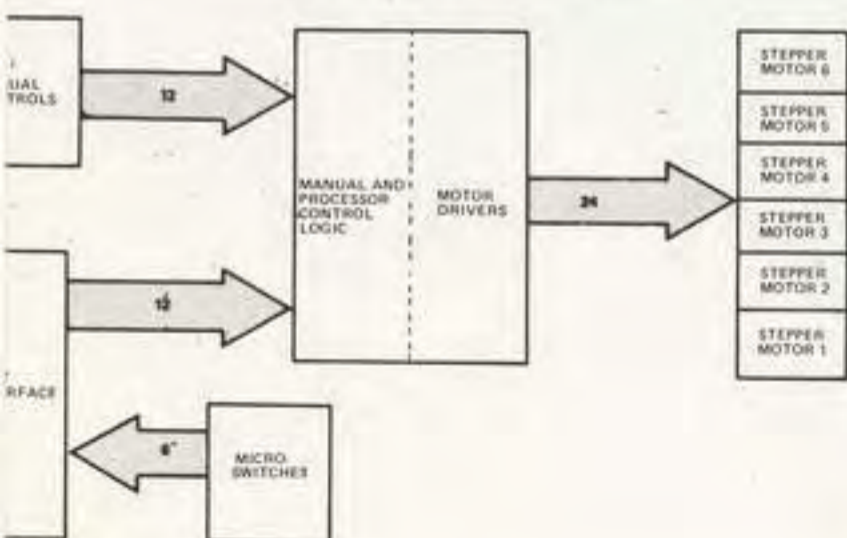 UAL
TROLS
12
MANUAL AND
PROCESSOR
CONTROL
LOGIC
MOTOR
DRIVERS
24
STEPPER
MOTOR 6
STEPPER
MOTOR 5
STEPPER
MOTOR 4
STEPPER
MOTOR 3
STEPPER
MOTOR 2
STEPPER
MOTOR 1
12
RFACE
6
MICRO
SWITCHES